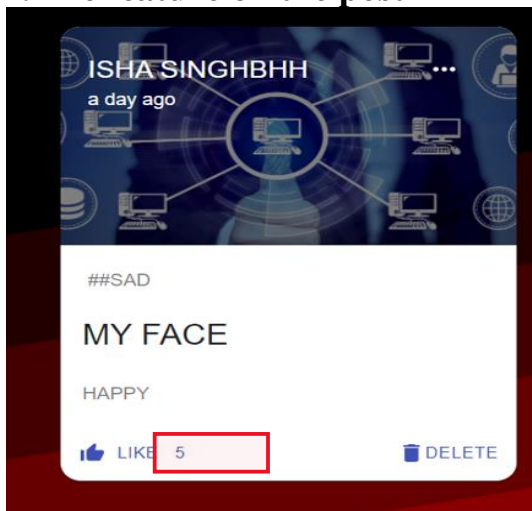 ISHA SINGHBHH
a day ago
##SAD
MY FACE
HAPPY
LIKE 5
DELETE